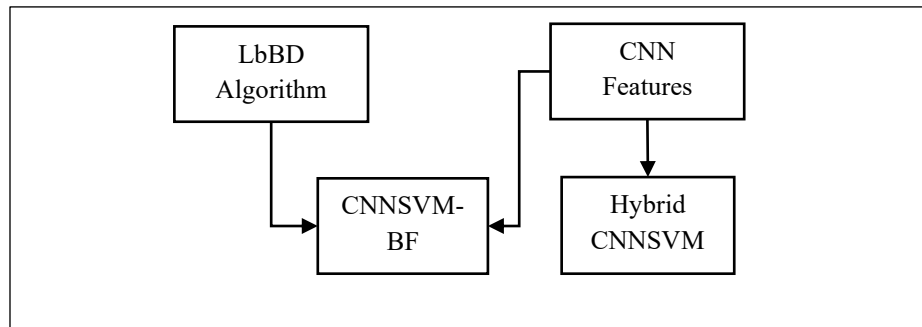 LbBD
Algorithm
CNN
Features
CNNSVM-
BF
Hybrid
CNNSVM